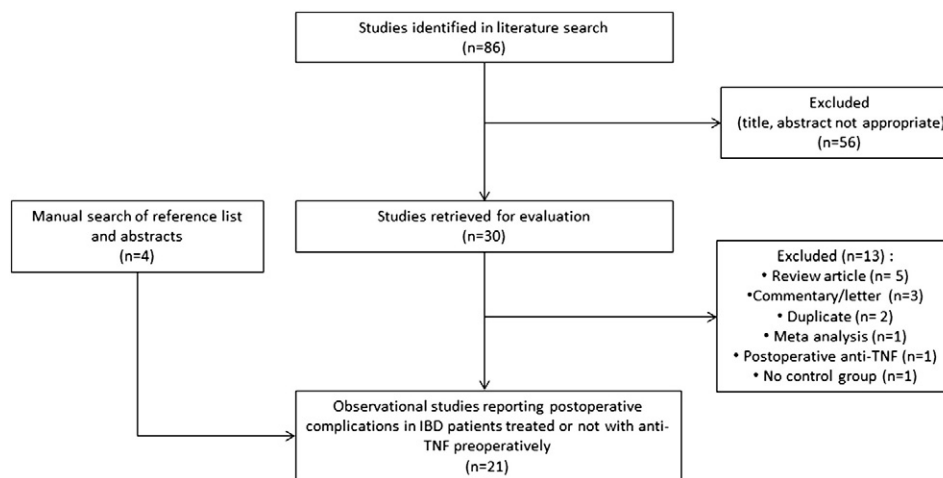 Studies identified in literature search
(n=86)
Excluded
(title, abstract not appropriate)
(n=56)
Manual search of reference list
and abstracts
(n=4)
Studies retrieved for evaluation
(n=30)
Excluded (n=13) :
• Review article (n= 5)
•Commentary/letter (n=3)
• Duplicate (n= 2)
• Meta analysis (n=1)
• Postoperative anti-TNF (n=1)
• No control group (n=1)
Observational studies reporting postoperative
complications in IBD patients treated or not with anti-
TNF preoperatively
(n=21)